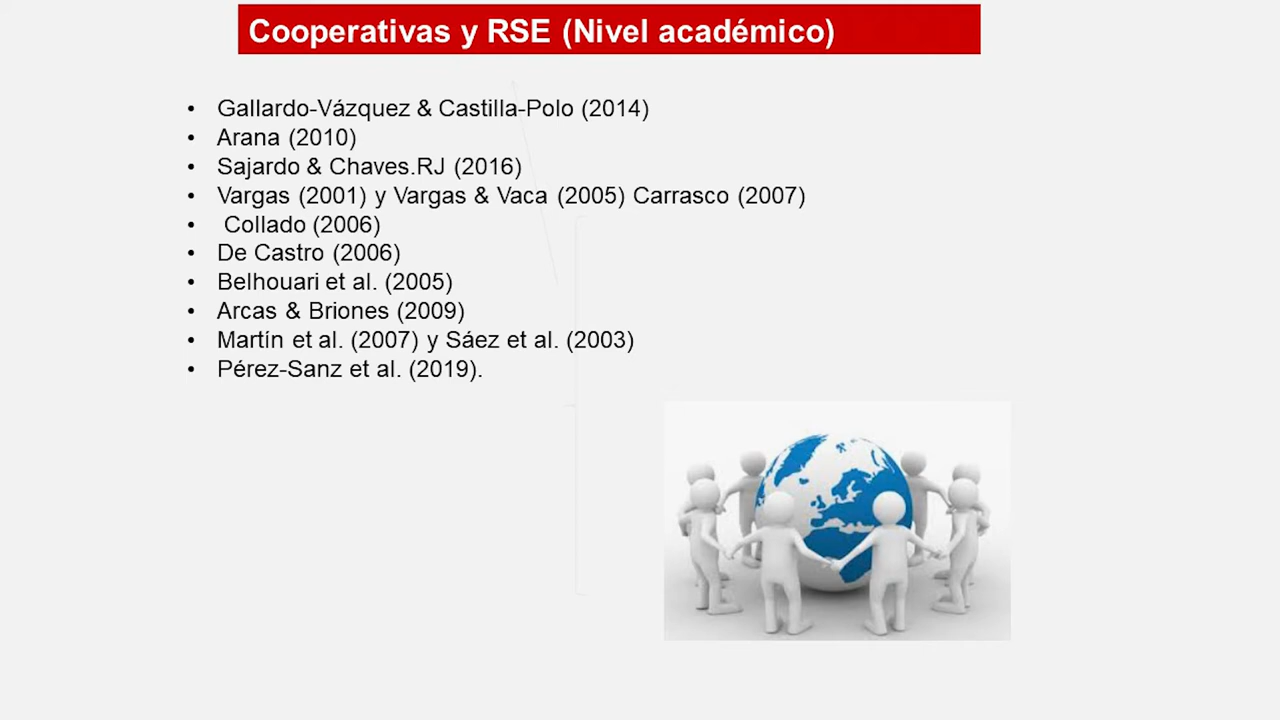 Cooperativas y RSE (Nivel académico)
• Gallardo-Vázquez & Castilla-Polo (2014)
• Arana (2010)
• Sajardo & Chaves.RJ (2016)
• Vargas (2001) y Vargas & Vaca (2005) Carrasco (2007)
• Collado (2006)
• De Castro (2006)
• Belhouari et al. (2005)
• Arcas & Briones (2009)
• Martín et al. (2007) y Sáez et al. (2003)
• Pérez-Sanz et al. (2019).